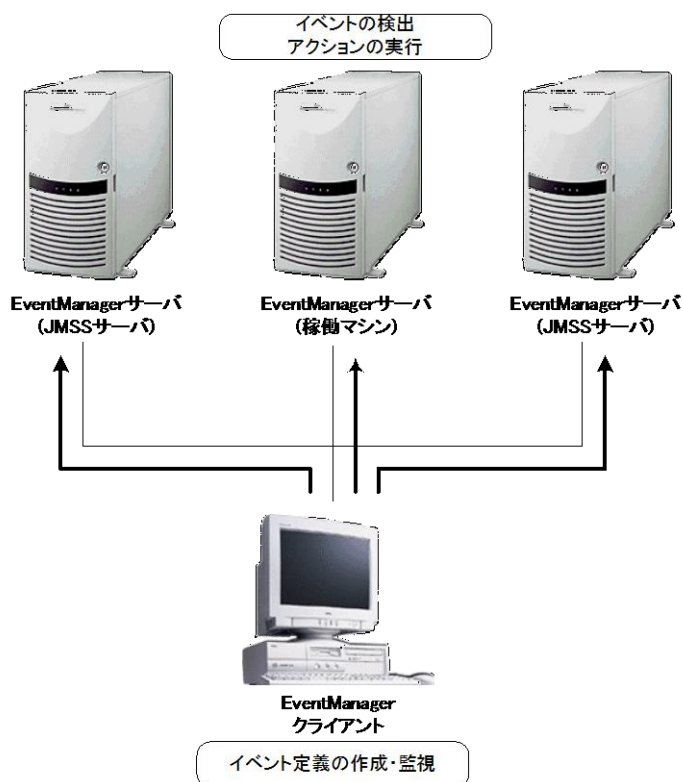 イベントの検出
アクションの実行
EventManagerサーバ
(JMSSサーバ)
EventManagerサーバ
(稼働マシン)
EventManagerサーバ
(JMSSサーバ)
EventManager
クライアント
イベント定義の作成・監視